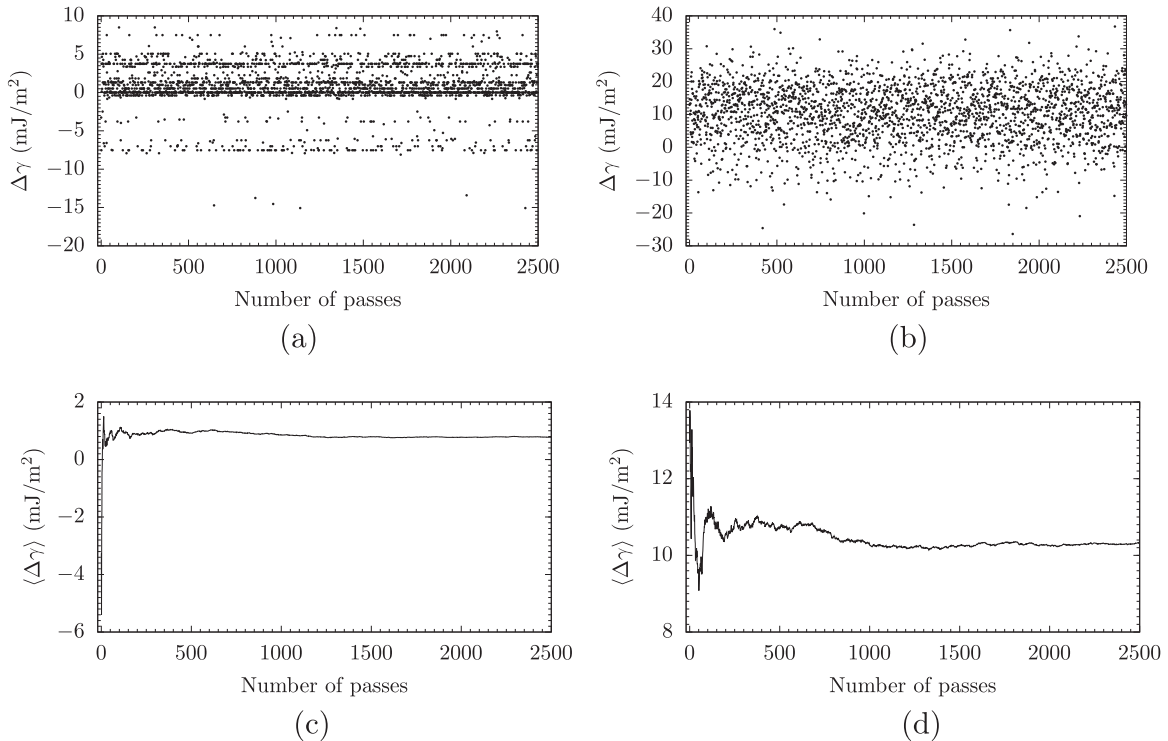 10
5
0
−5
−10
−15
−20
Δγ (mJ/m²)
0 500 1000 1500 2000 2500
Number of passes
(a)
40
30
20
10
0
−10
−20
−30
Δγ (mJ/m²)
0 500 1000 1500 2000 2500
Number of passes
(b)
2
0
−2
−4
−6
⟨Δγ⟩ (mJ/m²)
0 500 1000 1500 2000 2500
Number of passes
(c)
14
12
10
8
⟨Δγ⟩ (mJ/m²)
0 500 1000 1500 2000 2500
Number of passes
(d)